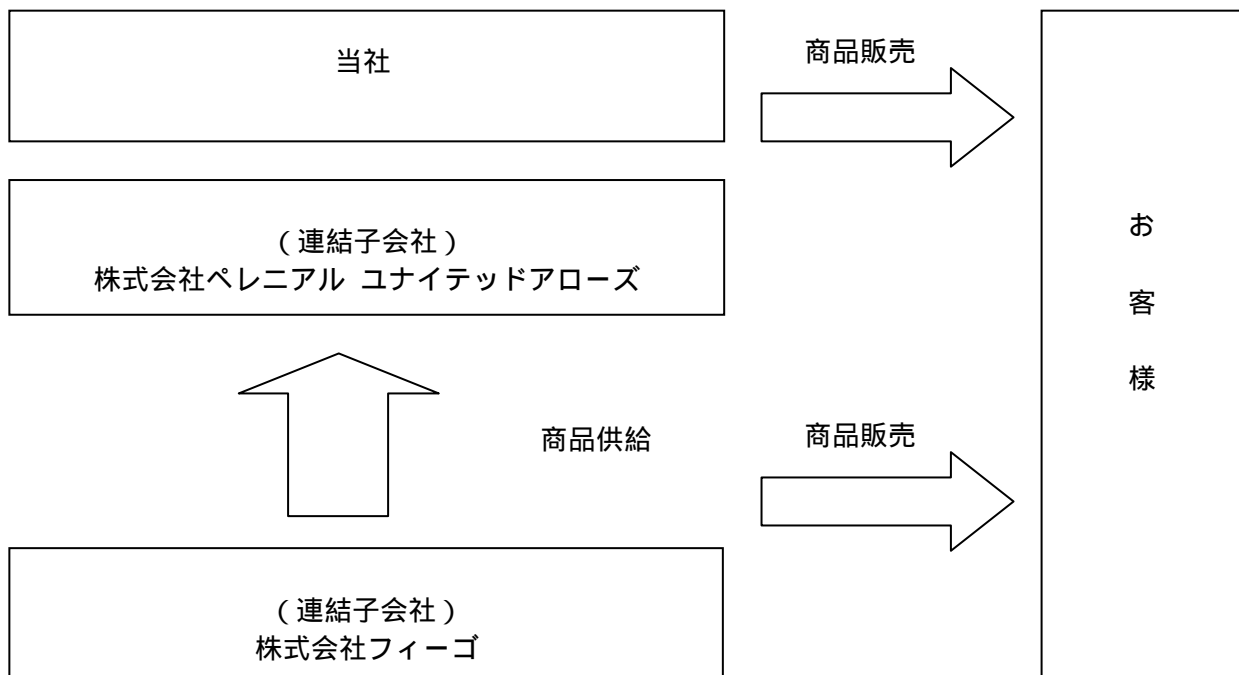 当社
商品販売
(連結子会社)
株式会社ペレニアル ユナイテッドアローズ
お
客
様
商品供給
商品販売
(連結子会社)
株式会社フィーゴ